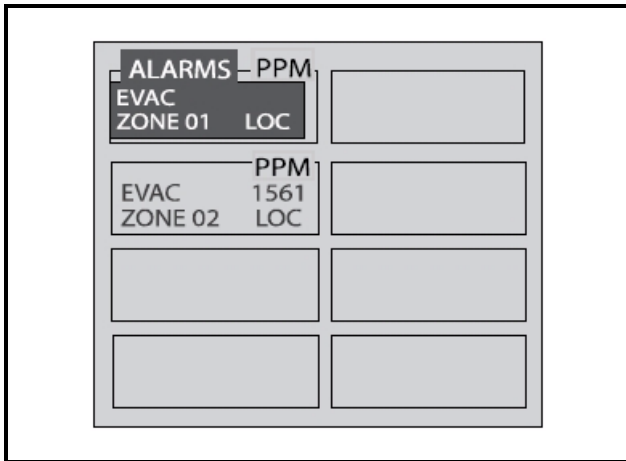 ALARMS PPM
EVAC
ZONE 01 LOC
PPM
EVAC 1561
ZONE 02 LOC